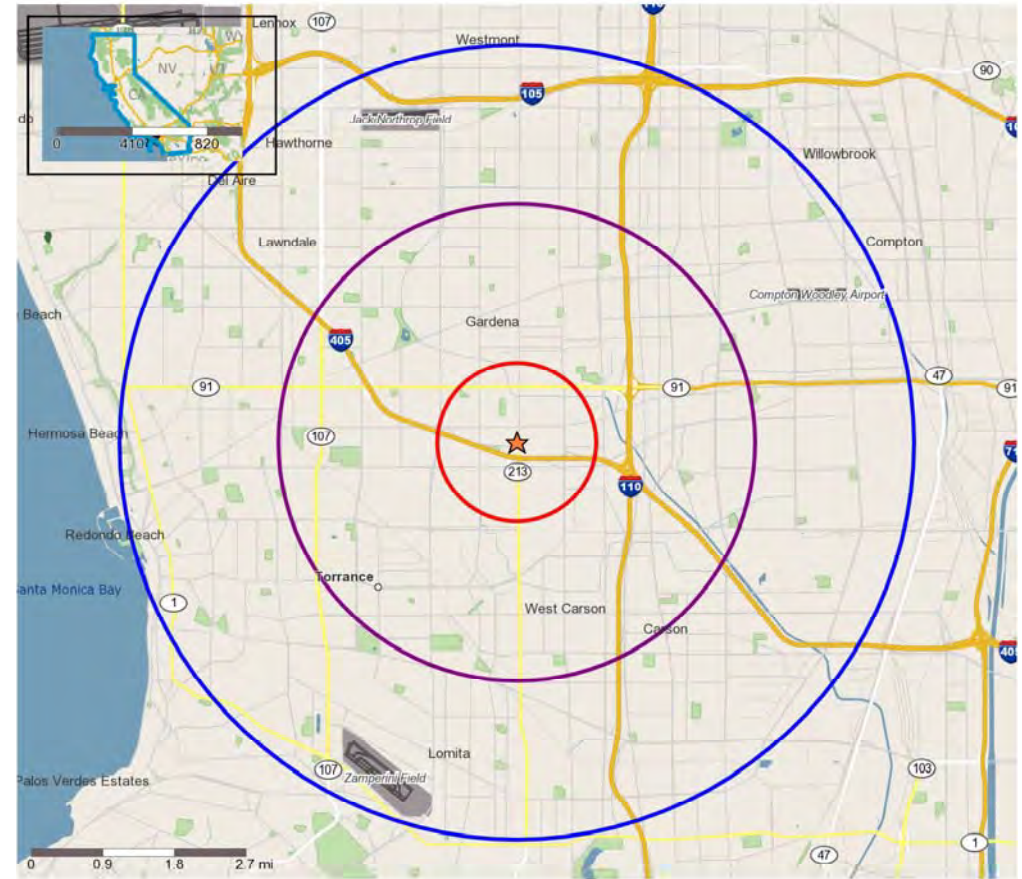 Lennox
107
Westmont
90
NV
CA
105
Jack Northrop Field
0 410 820
Hawthorne
Willowbrook
Del Aire
Lawndale
Compton
Compton Woodley Airport
Beach
Gardena
405
91
91
47
91
Hermosa Beach
107
213
110
Redondo Beach
Torrance
Santa Monica Bay
1
West Carson
Carson
405
Lomita
107
Zamperini Field
103
Palos Verdes Estates
1
47
0 0.9 1.8 2.7 mi